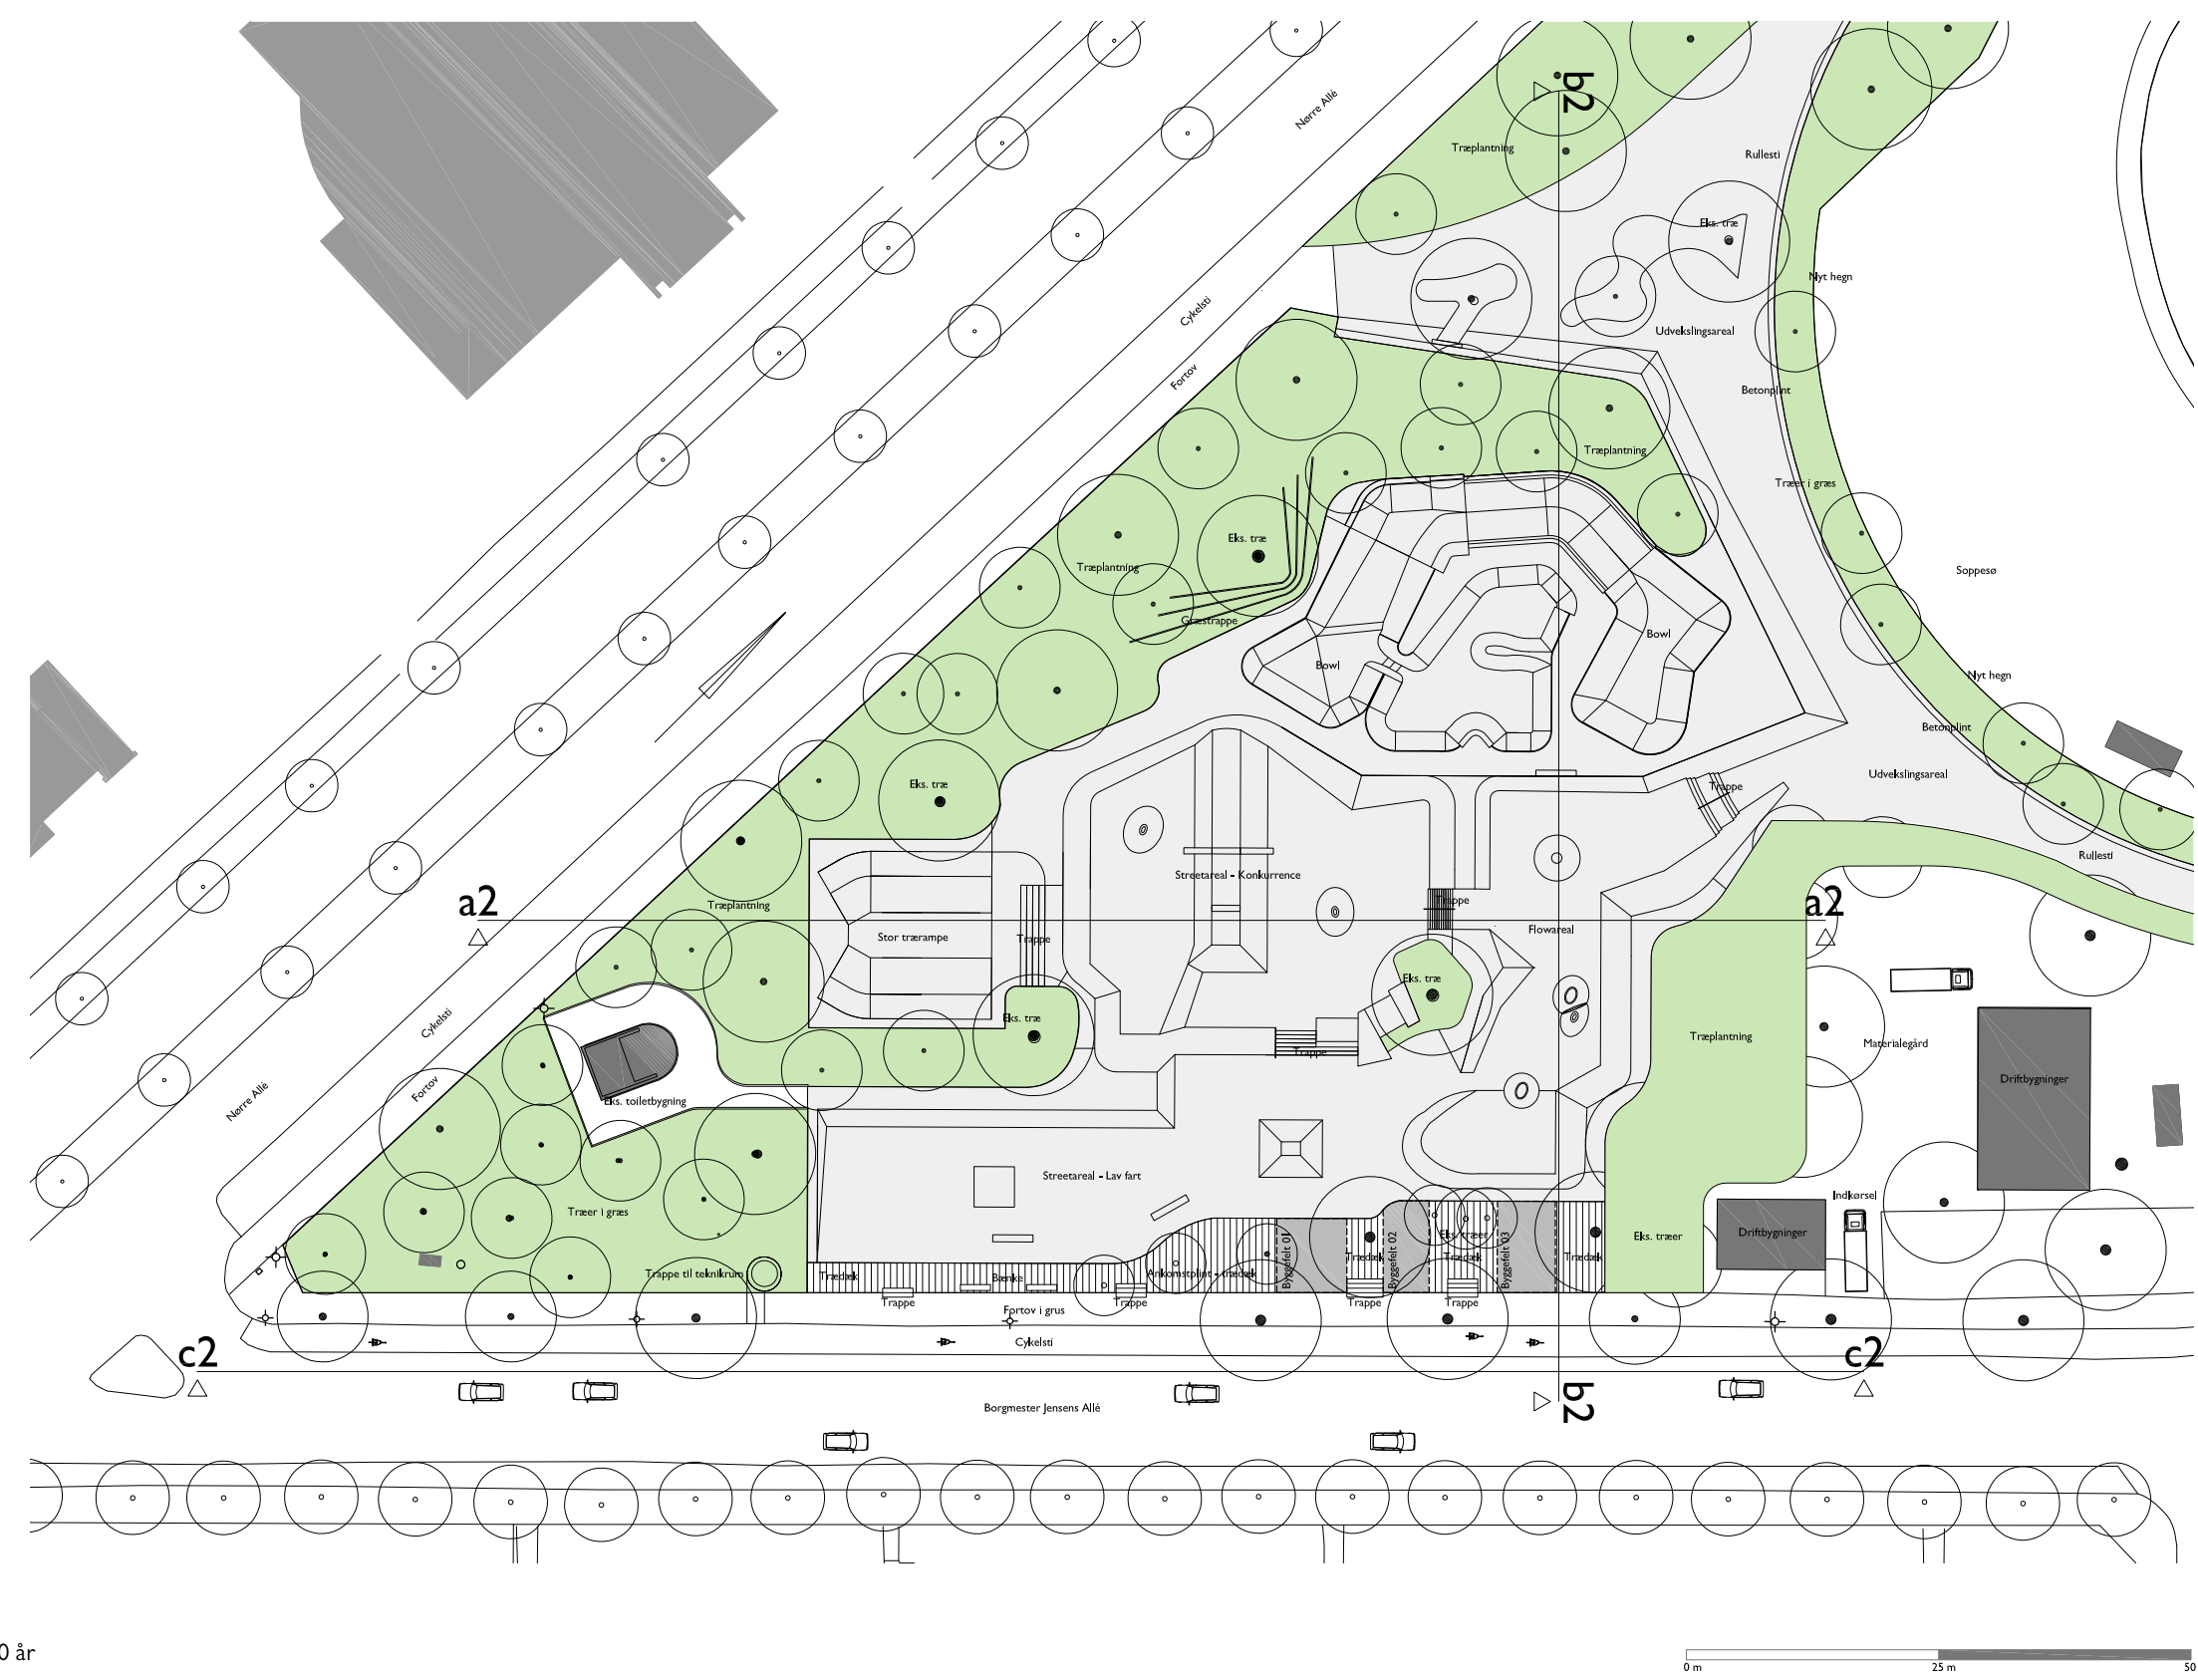 Nørre Allé
b2
Træplantning
Rullesti
Eks. træ
Nyt hegn
Cykelsti
Udvekslingsareal
Fortov
Betonplint
Træplantning
Træer i græs
Eks. træ
Træplantning
Soppesø
Græstrappe
Bowl
Bowl
Nyt hegn
Betonplint
Udvekslingsareal
Eks. træ
Trappe
Rullesti
Streetareal - Konkurrence
a2
Træplantning
Trappe
a2
Stor trærampe
Trappe
Flowareal
Eks. træ
Eks. træ
Cykelsti
Træplantning
Materialegård
Trappe
Driftbygninger
Fortov
Nørre Allé
Eks. toiletbygning
Streetareal - Lav fart
Indkørsel
Træer i græs
Driftbygninger
Eks. træer
Eks. træer
Byggefelt 01
Byggefelt 02
Byggefelt 03
Trædæk
Trædæk
Trædæk
Trappe til teknikrum
Trædæk
Bænke
Ankomstplint - trædæk
Trappe
Trappe
Trappe
Trappe
Fortov i grus
Cykelsti
c2
c2
b2
Borgmester Jensens Allé
0 år
0 m
25 m
50